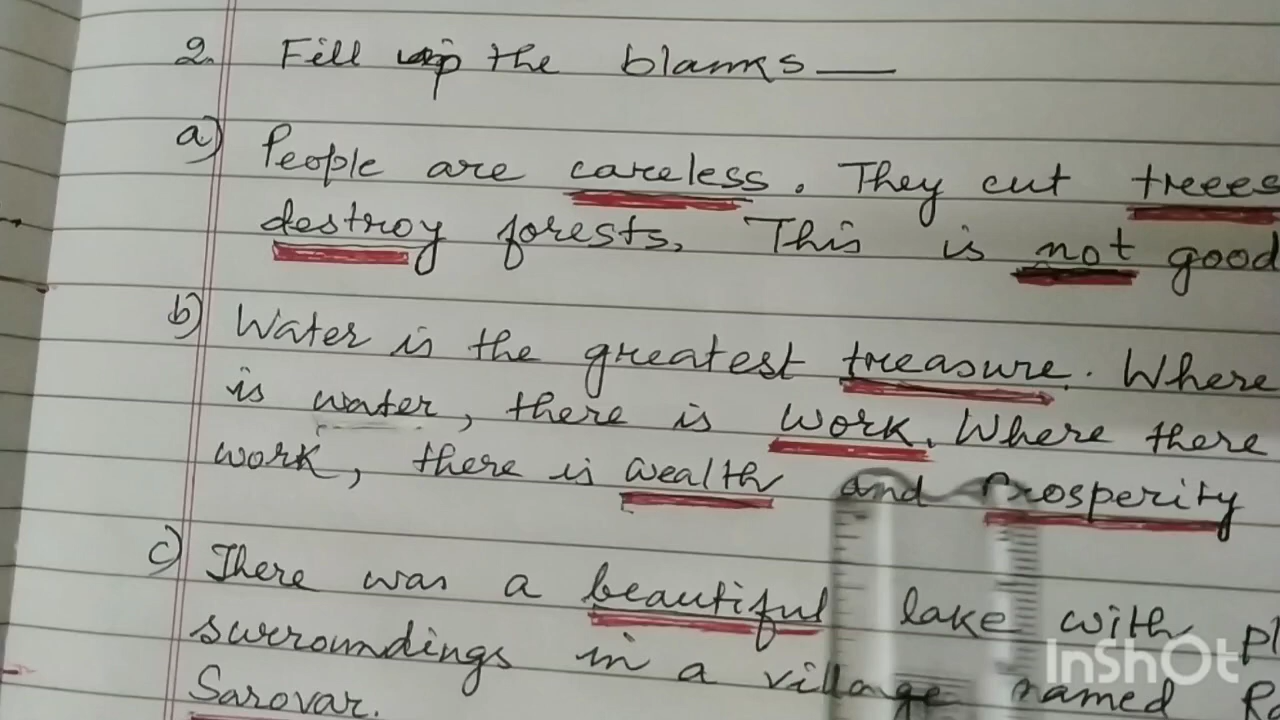 2. Fill up the blanks —
a) People are careless. They cut trees
destroy forests. This is not good
b) Water is the greatest treasure. Where
is water, there is work. Where there
work, there is wealth and Prosperity
c) There was a beautiful lake with
surroundings in a village named
Sarovar.
InShOt